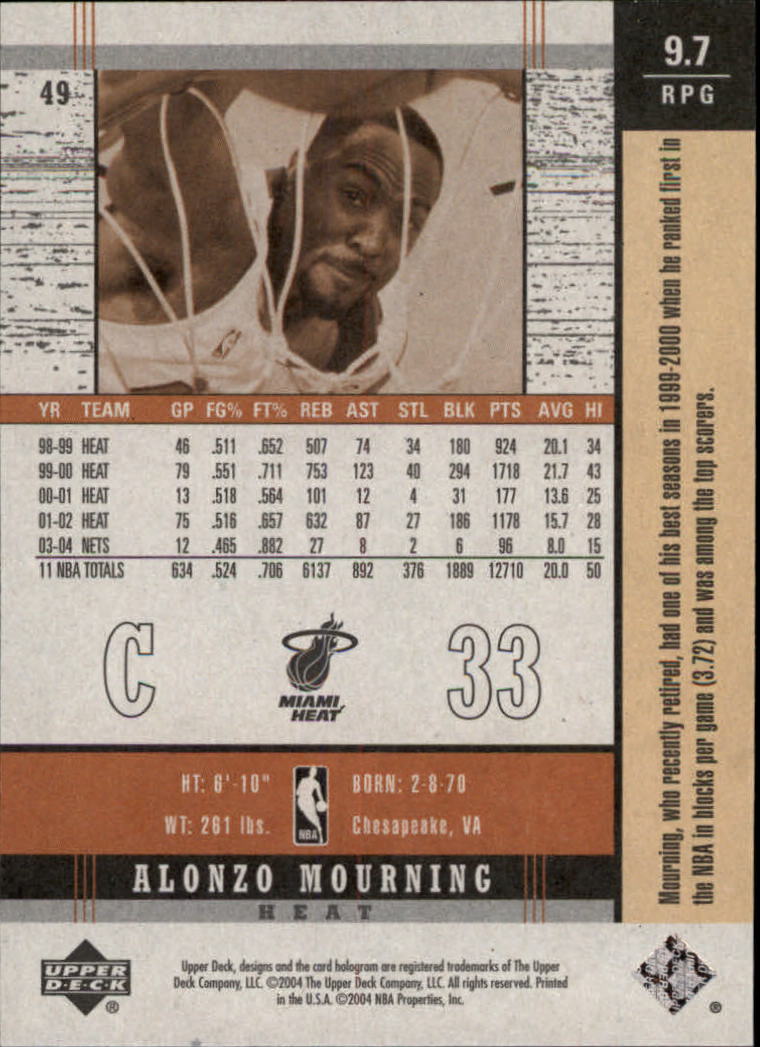 49
9.7
RPG
YR TEAM GP FG% FT% REB AST STL BLK PTS AVG HI
98-99 HEAT 46 .511 .652 507 74 34 180 924 20.1 34
99-00 HEAT 79 .551 .711 753 123 40 294 1718 21.7 43
00-01 HEAT 13 .518 .564 101 12 4 31 177 13.6 25
01-02 HEAT 75 .516 .657 632 87 27 186 1178 15.7 28
03-04 NETS 12 .465 .882 27 8 2 6 96 8.0 15
11 NBA TOTALS 634 .524 .706 6137 892 376 1889 12710 20.0 50
C
MIAMI
HEAT
33
HT: 6'-10" BORN: 2-8-70
WT: 261 lbs. Chesapeake, VA
NBA
ALONZO MOURNING
HEAT
Mourning, who recently retired, had one of his best seasons in 1999-2000 when he ranked first in
the NBA in blocks per game (3.72) and was among the top scorers.
UPPER
D·E·C·K
®
Upper Deck, designs and the card hologram are registered trademarks of The Upper
Deck Company, LLC. ©2004 The Upper Deck Company, LLC. All rights reserved. Printed
in the U.S.A. ©2004 NBA Properties, Inc.
®